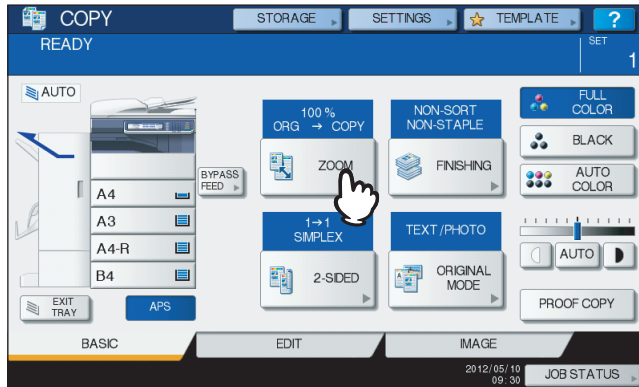 COPY
STORAGE
SETTINGS
TEMPLATE
?
READY
SET
1
AUTO
BYPASS
FEED
A4
A3
A4-R
B4
EXIT
TRAY
APS
100 %
ORG → COPY
ZOOM
NON-SORT
NON-STAPLE
FINISHING
1→1
SIMPLEX
2-SIDED
TEXT/PHOTO
ORIGINAL
MODE
FULL
COLOR
BLACK
AUTO
COLOR
AUTO
PROOF COPY
BASIC
EDIT
IMAGE
2012/05/10
09:30
JOB STATUS